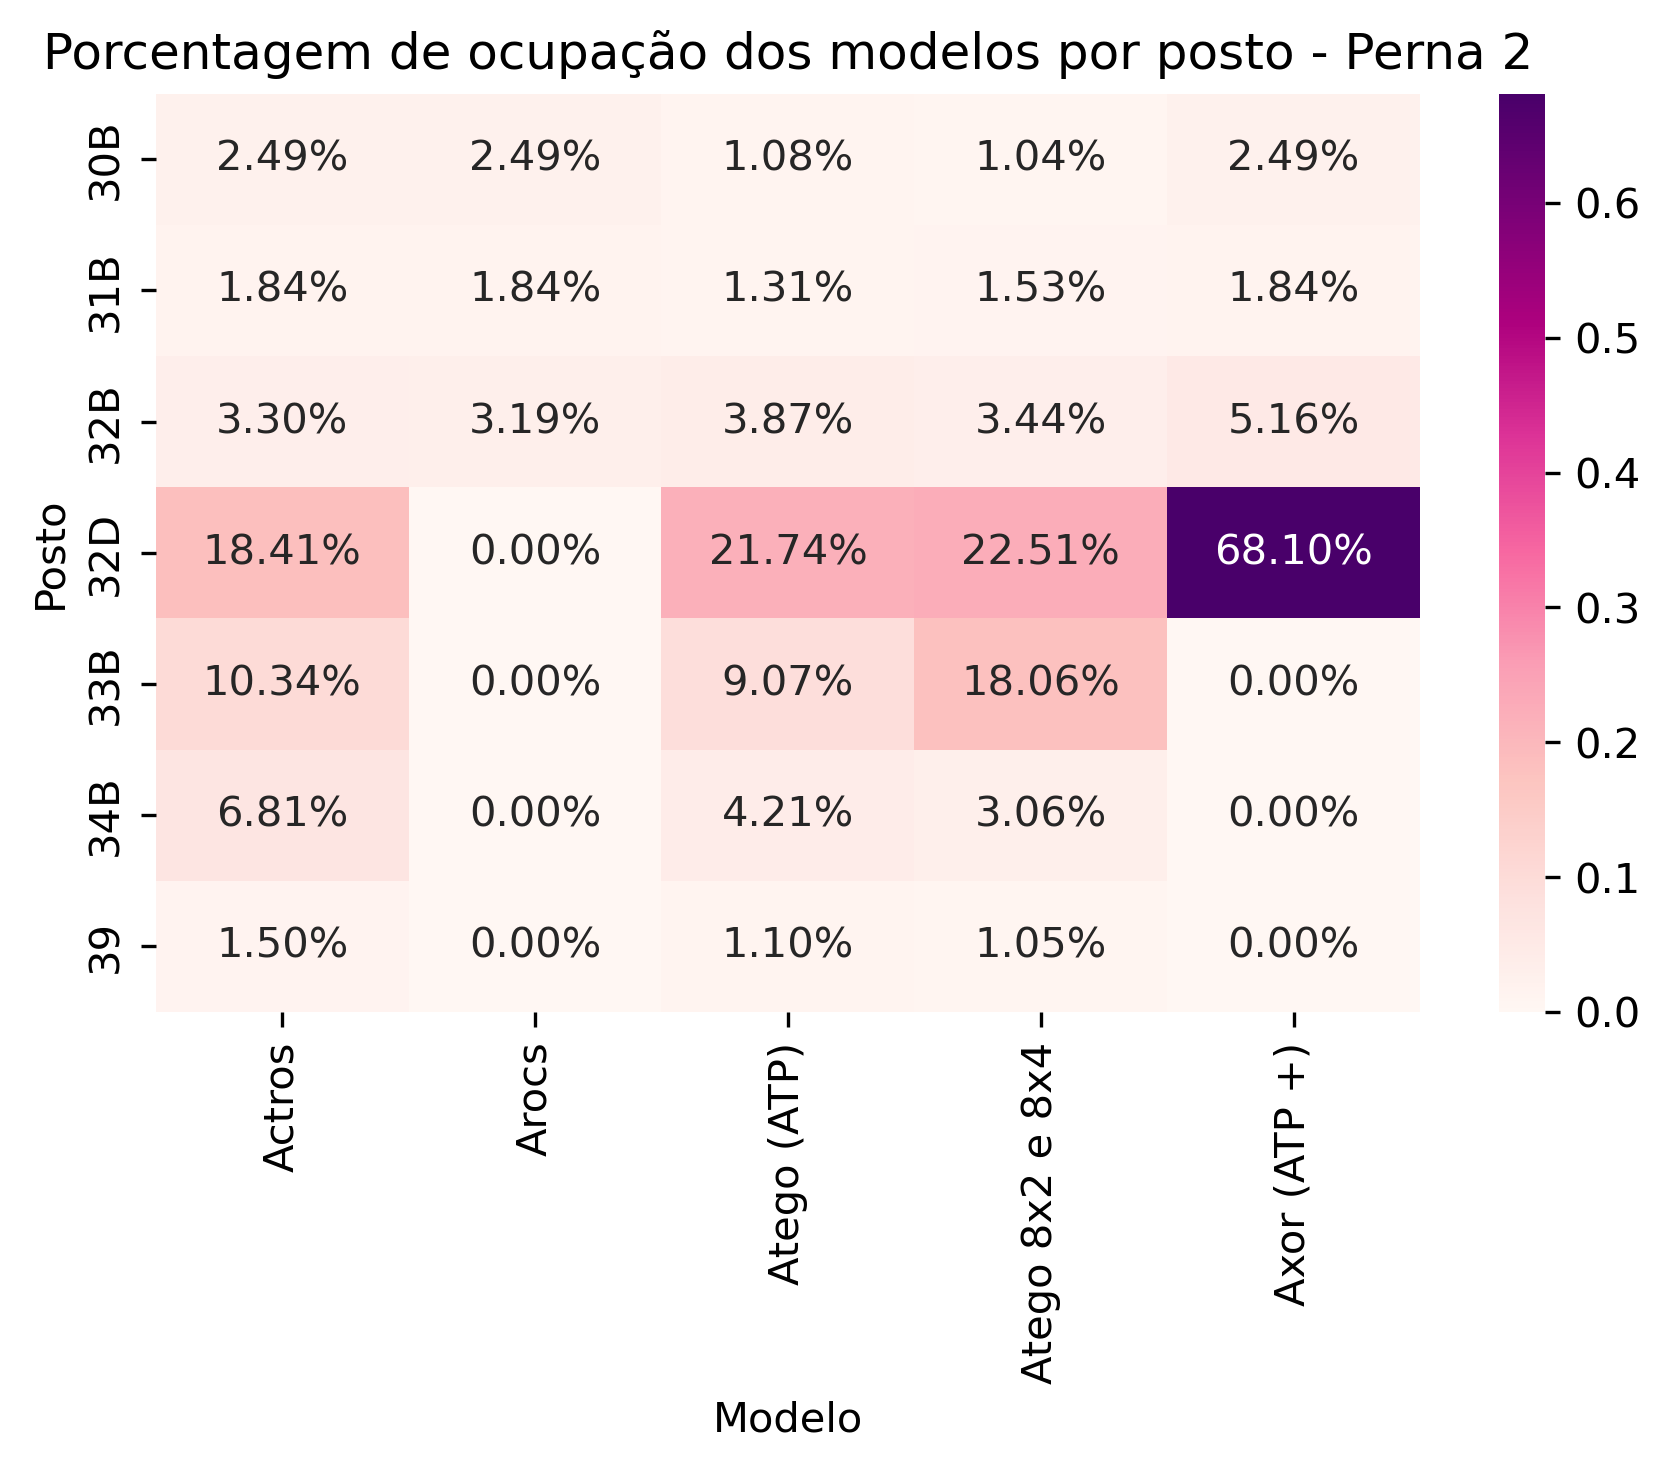 Porcentagem de ocupação dos modelos por posto - Perna 2
Posto
30B 2.49% 2.49% 1.08% 1.04% 2.49%
31B 1.84% 1.84% 1.31% 1.53% 1.84%
32B 3.30% 3.19% 3.87% 3.44% 5.16%
32D 18.41% 0.00% 21.74% 22.51% 68.10%
33B 10.34% 0.00% 9.07% 18.06% 0.00%
34B 6.81% 0.00% 4.21% 3.06% 0.00%
39 1.50% 0.00% 1.10% 1.05% 0.00%
Actros
Arocs
Atego (ATP)
Atego 8x2 e 8x4
Axor (ATP +)
Modelo
0.6
0.5
0.4
0.3
0.2
0.1
0.0